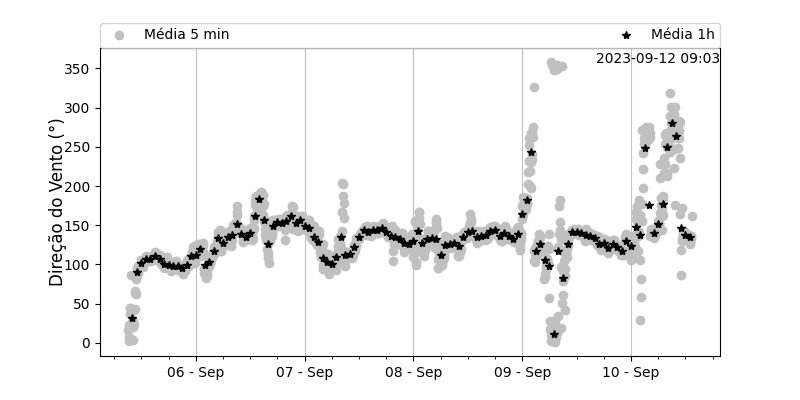 Média 5 min
Média 1h
2023-09-12 09:03
Direção do Vento (°)
350
300
250
200
150
100
50
0
06 - Sep
07 - Sep
08 - Sep
09 - Sep
10 - Sep